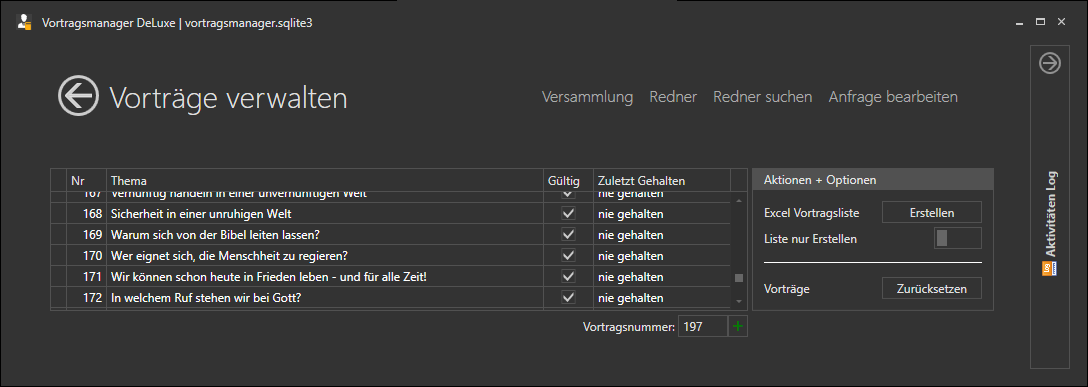 Vortragsmanager DeLuxe | vortragsmanager.sqlite3
Vorträge verwalten
Versammlung Redner Redner suchen Anfrage bearbeiten
Nr Thema Gültig Zuletzt Gehalten
167 Vernünftig handeln in einer unvernünftigen Welt nie gehalten
168 Sicherheit in einer unruhigen Welt nie gehalten
169 Warum sich von der Bibel leiten lassen? nie gehalten
170 Wer eignet sich, die Menschheit zu regieren? nie gehalten
171 Wir können schon heute in Frieden leben - und für alle Zeit! nie gehalten
172 In welchem Ruf stehen wir bei Gott? nie gehalten
Vortragsnummer: 197 +
Aktionen + Optionen
Excel Vortragsliste Erstellen
Liste nur Erstellen
Vorträge Zurücksetzen
Aktivitäten Log
Log